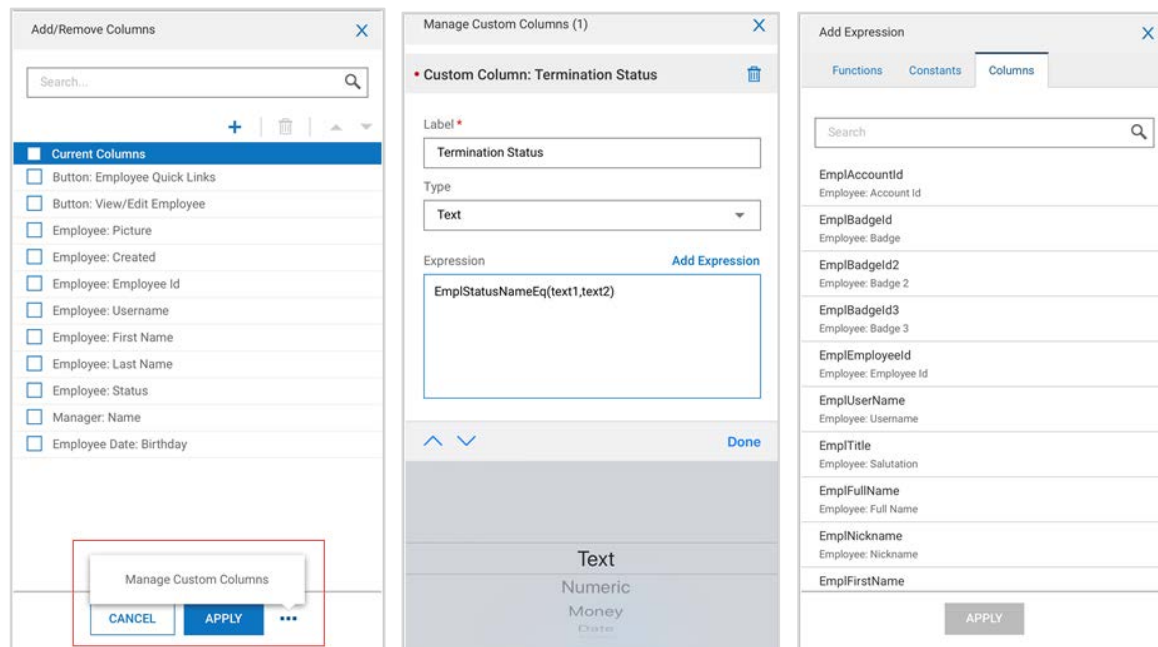 Add/Remove Columns
Search...
Current Columns
Button: Employee Quick Links
Button: View/Edit Employee
Employee: Picture
Employee: Created
Employee: Employee Id
Employee: Username
Employee: First Name
Employee: Last Name
Employee: Status
Manager: Name
Employee Date: Birthday
Manage Custom Columns
CANCEL
APPLY
Manage Custom Columns (1)
Custom Column: Termination Status
Label *
Termination Status
Type
Text
Expression Add Expression
EmplStatusNameEq(text1,text2)
Done
Text
Numeric
Money
Date
Add Expression
Functions Constants Columns
Search
EmplAccountId
Employee: Account Id
EmplBadgeId
Employee: Badge
EmplBadgeId2
Employee: Badge 2
EmplBadgeId3
Employee: Badge 3
EmplEmployeeId
Employee: Employee Id
EmplUserName
Employee: Username
EmplTitle
Employee: Salutation
EmplFullName
Employee: Full Name
EmplNickname
Employee: Nickname
EmplFirstName
APPLY